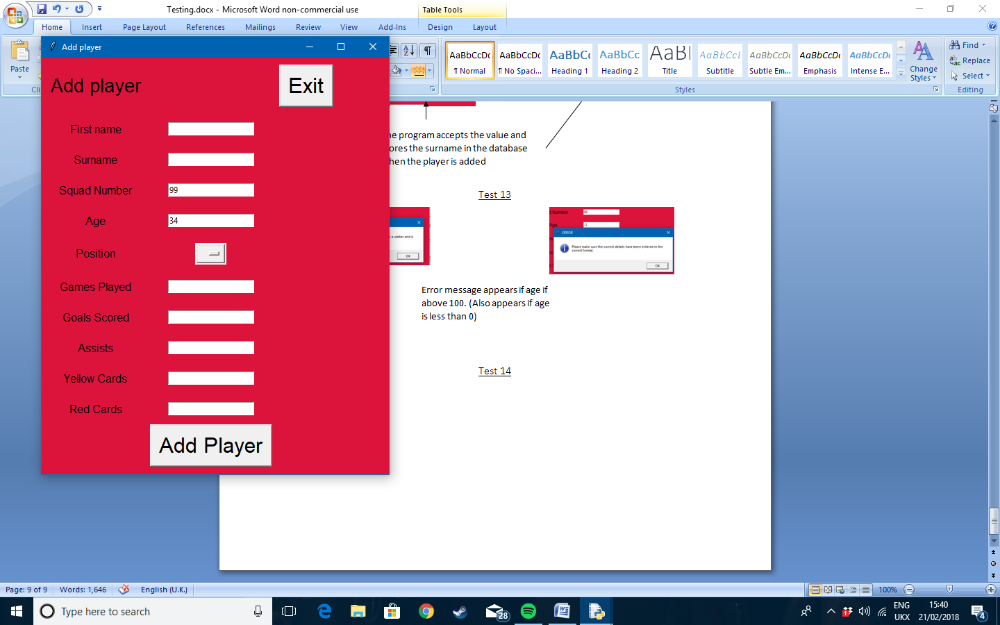 Testing.docx - Microsoft Word non-commercial use
Table Tools
Home Insert Page Layout References Mailings Review View Add-Ins Design Layout
Paste
AaBbCcDc AaBbCcDc AaBbCc AaBbCc AaBl AaBbCcL AaBbCcDc AaBbCcDc AaBbCcDc
¶ Normal ¶ No Spaci... Heading 1 Heading 2 Title Subtitle Subtle Em... Emphasis Intense E...
Change
Styles
Find
Replace
Select
Cli
Styles
Editing
Add player
Add player
Exit
First name
Surname
Squad Number 99
Age 34
Position
Games Played
Goals Scored
Assists
Yellow Cards
Red Cards
Add Player
he program accepts the value and
ores the surname in the database
hen the player is added
Test 13
s a umber and is
OK
d Number 99
Age -2
ERROR
Please make sure the correct details have been entered in the
correct format.
OK
Error message appears if age if
above 100. (Also appears if age
is less than 0)
Test 14
Page: 9 of 9 Words: 1,646 English (U.K.) 100%
Type here to search
28
ENG
UKX
15:40
21/02/2018
4